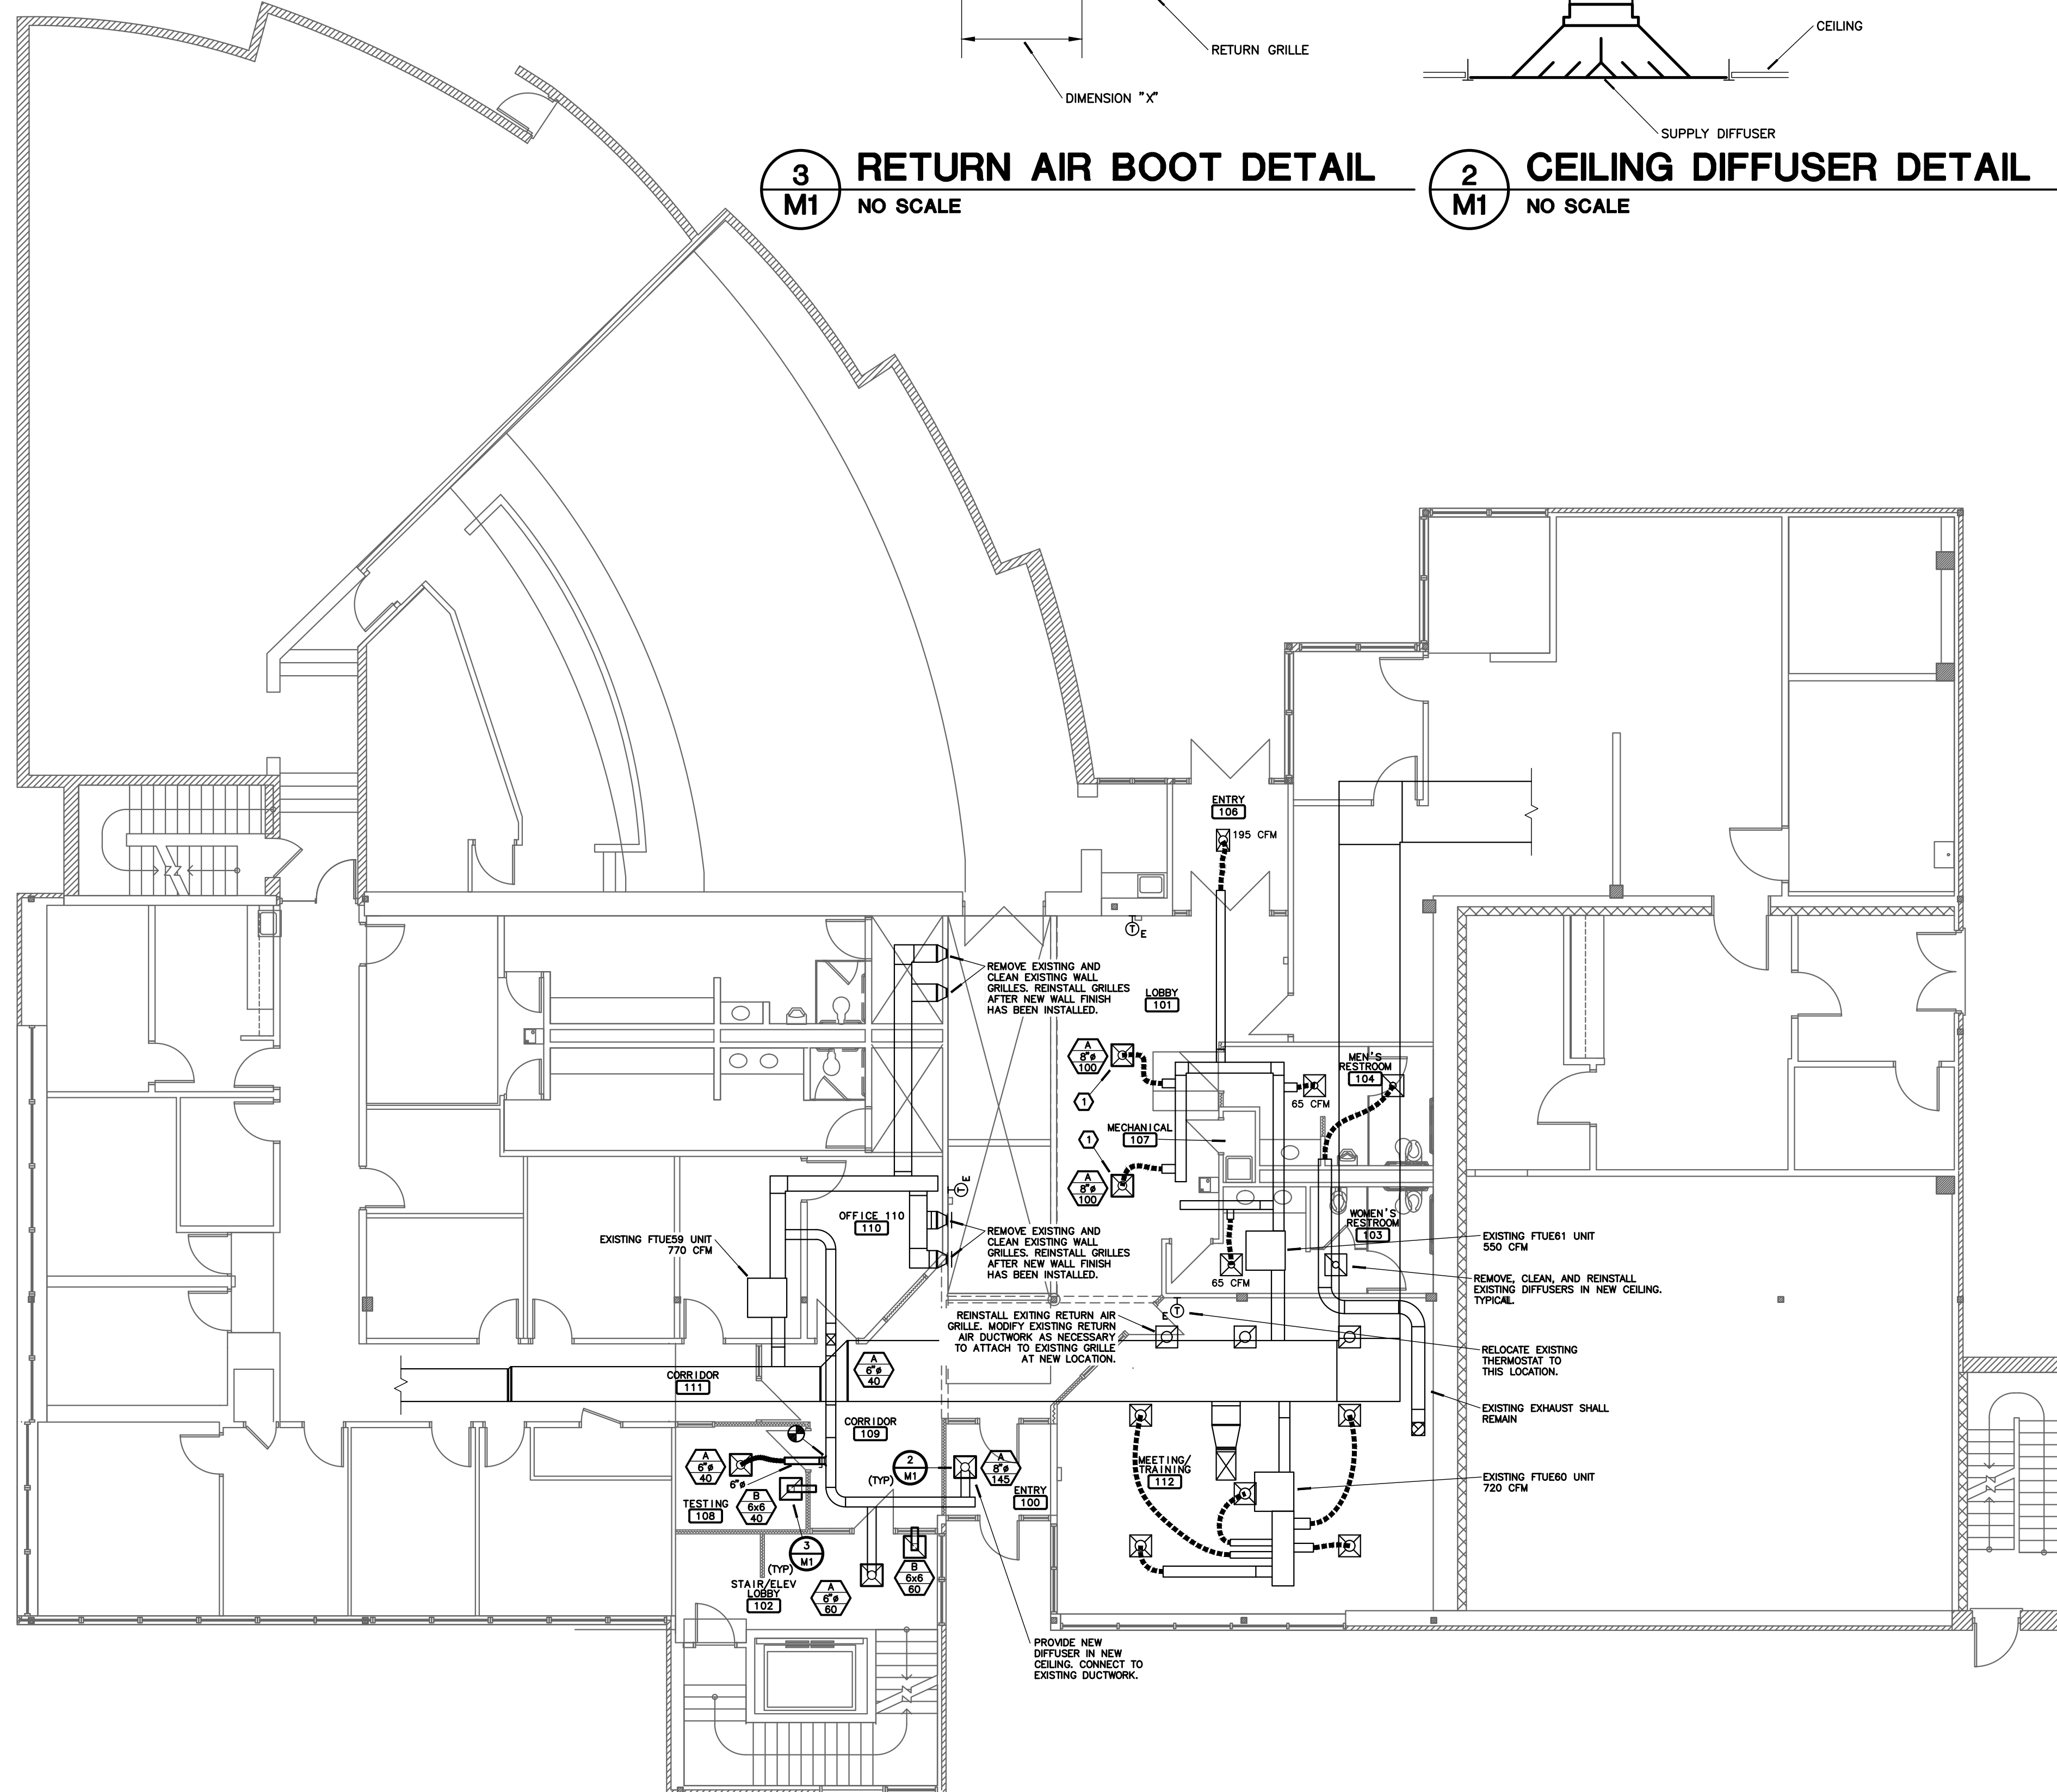 RETURN GRILLE
DIMENSION "X"
CEILING
SUPPLY DIFFUSER
3
M1
RETURN AIR BOOT DETAIL
NO SCALE
2
M1
CEILING DIFFUSER DETAIL
NO SCALE
ENTRY
106
195 CFM
T
E
REMOVE EXISTING AND
CLEAN EXISTING WALL
GRILLES. REINSTALL GRILLES
AFTER NEW WALL FINISH
HAS BEEN INSTALLED.
LOBBY
101
A
8"ø
100
1
MEN'S
RESTROOM
104
65 CFM
MECHANICAL
107
1
A
8"ø
100
T
E
OFFICE 110
110
EXISTING FTUE59 UNIT
770 CFM
REMOVE EXISTING AND
CLEAN EXISTING WALL
GRILLES. REINSTALL GRILLES
AFTER NEW WALL FINISH
HAS BEEN INSTALLED.
WOMEN'S
RESTROOM
103
65 CFM
EXISTING FTUE61 UNIT
550 CFM
REMOVE, CLEAN, AND REINSTALL
EXISTING DIFFUSERS IN NEW CEILING.
TYPICAL.
T
E
REINSTALL EXITING RETURN AIR
GRILLE. MODIFY EXISTING RETURN
AIR DUCTWORK AS NECESSARY
TO ATTACH TO EXISTING GRILLE
AT NEW LOCATION.
RELOCATE EXISTING
THERMOSTAT TO
THIS LOCATION.
CORRIDOR
111
A
6"ø
40
EXISTING EXHAUST SHALL
REMAIN
CORRIDOR
109
A
6"ø
40
6"ø
(TYP)
2
M1
A
8"ø
145
ENTRY
100
MEETING/
TRAINING
112
EXISTING FTUE60 UNIT
720 CFM
TESTING
108
B
6x6
40
3
M1
(TYP)
STAIR/ELEV
LOBBY
102
A
6"ø
60
B
6x6
60
PROVIDE NEW
DIFFUSER IN NEW
CEILING. CONNECT TO
EXISTING DUCTWORK.